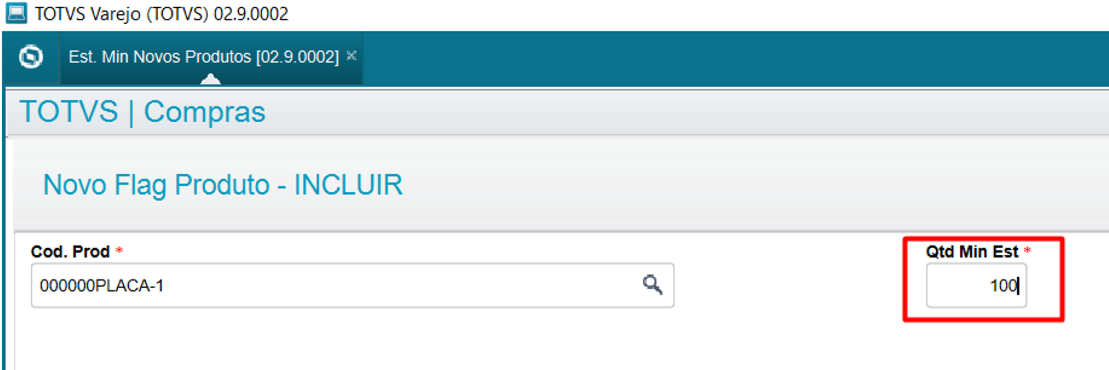 TOTVS Varejo (TOTVS) 02.9.0002
Est. Min Novos Produtos [02.9.0002] ×
TOTVS | Compras
Novo Flag Produto - INCLUIR
Cod. Prod * Qtd Min Est *
000000PLACA-1 100